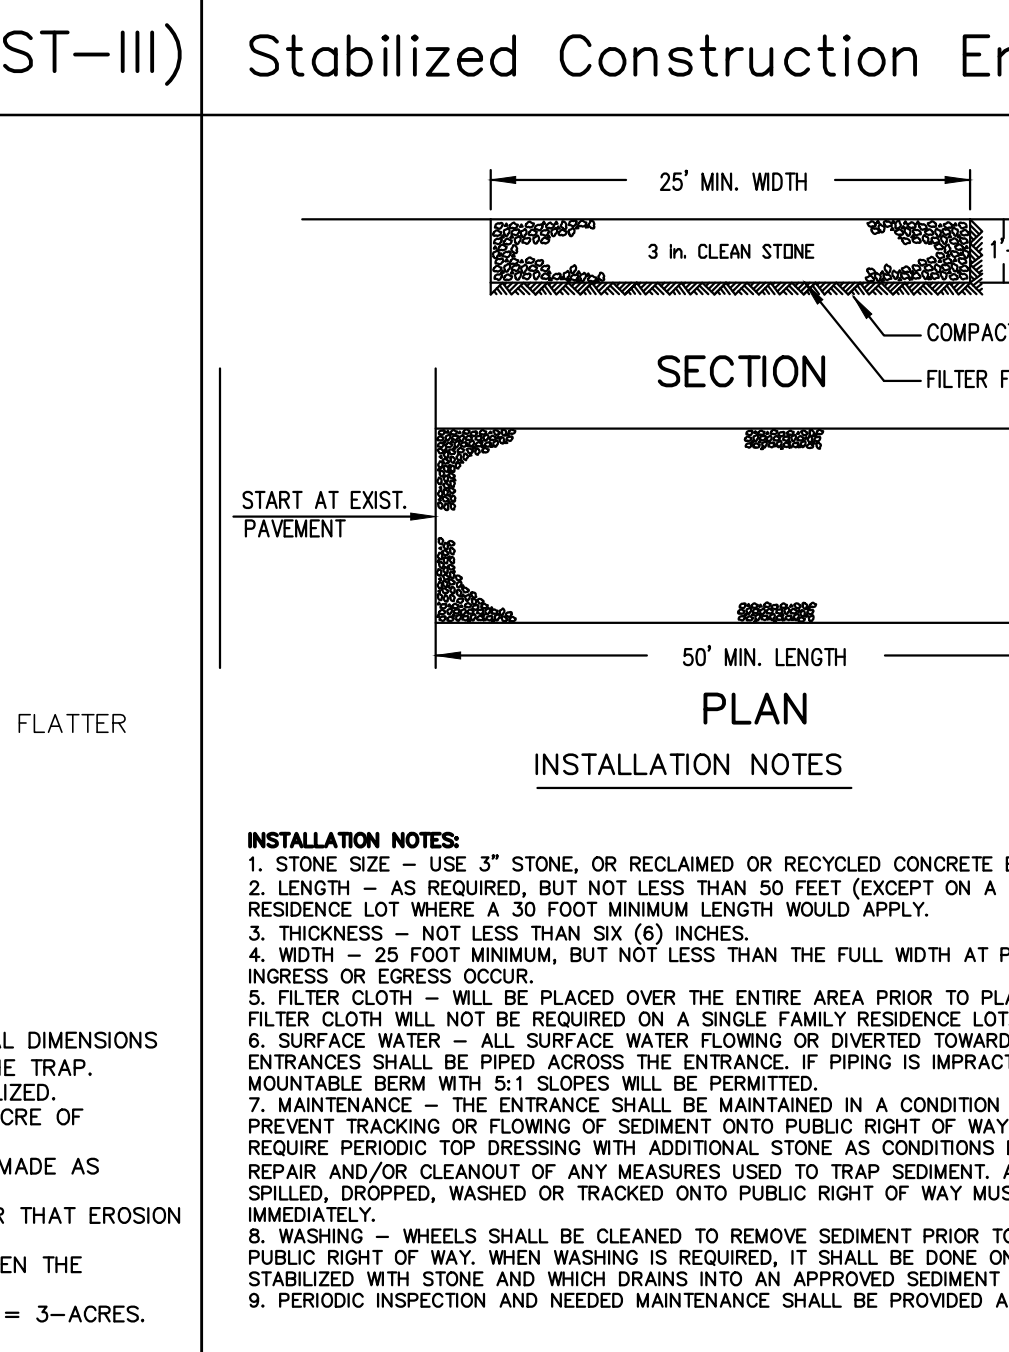 ST-III)
Stabilized Construction
25' MIN. WIDTH
3 in. CLEAN STONE
1'-
FILTER
SECTION
START AT EXIST.
PAVEMENT
50' MIN. LENGTH
PLAN
INSTALLATION NOTES
FLATTER
INSTALLATION NOTES:
1. STONE SIZE - USE 3" STONE, OR RECLAIMED OR RECYCLED CONCRETE
2. LENGTH - AS REQUIRED, BUT NOT LESS THAN 50 FEET (EXCEPT ON A
RESIDENCE LOT WHERE A 30 FOOT MINIMUM LENGTH WOULD APPLY.
3. THICKNESS - NOT LESS THAN SIX (6) INCHES.
4. WIDTH - 25 FOOT MINIMUM, BUT NOT LESS THAN THE FULL WIDTH AT
INGRESS OR EGRESS OCCUR.
5. FILTER CLOTH - WILL BE PLACED OVER THE ENTIRE AREA PRIOR TO
FILTER CLOTH WILL NOT BE REQUIRED ON A SINGLE FAMILY RESIDENCE LOT
6. SURFACE WATER - ALL SURFACE WATER FLOWING OR DIVERTED TOWARD
ENTRANCES SHALL BE PIPED ACROSS THE ENTRANCE. IF PIPING IS
MOUNTABLE BERM WITH 5:1 SLOPES WILL BE PERMITTED.
7. MAINTENANCE - THE ENTRANCE SHALL BE MAINTAINED IN A CONDITION
PREVENT TRACKING OR FLOWING OF SEDIMENT ONTO PUBLIC RIGHT OF WAY
REQUIRE PERIODIC TOP DRESSING WITH ADDITIONAL STONE AS CONDITIONS
REPAIR AND/OR CLEANOUT OF ANY MEASURES USED TO TRAP SEDIMENT.
SPILLED, DROPPED, WASHED OR TRACKED ONTO PUBLIC RIGHT OF WAY
IMMEDIATELY.
8. WASHING - WHEELS SHALL BE CLEANED TO REMOVE SEDIMENT PRIOR TO
PUBLIC RIGHT OF WAY. WHEN WASHING IS REQUIRED, IT SHALL BE DONE ON
STABILIZED WITH STONE AND WHICH DRAINS INTO AN APPROVED SEDIMENT
9. PERIODIC INSPECTION AND NEEDED MAINTENANCE SHALL BE PROVIDED
DIMENSIONS
TRAP.
LIZED.
CRE OF
MADE AS
THAT EROSION
EN THE
= 3-ACRES.